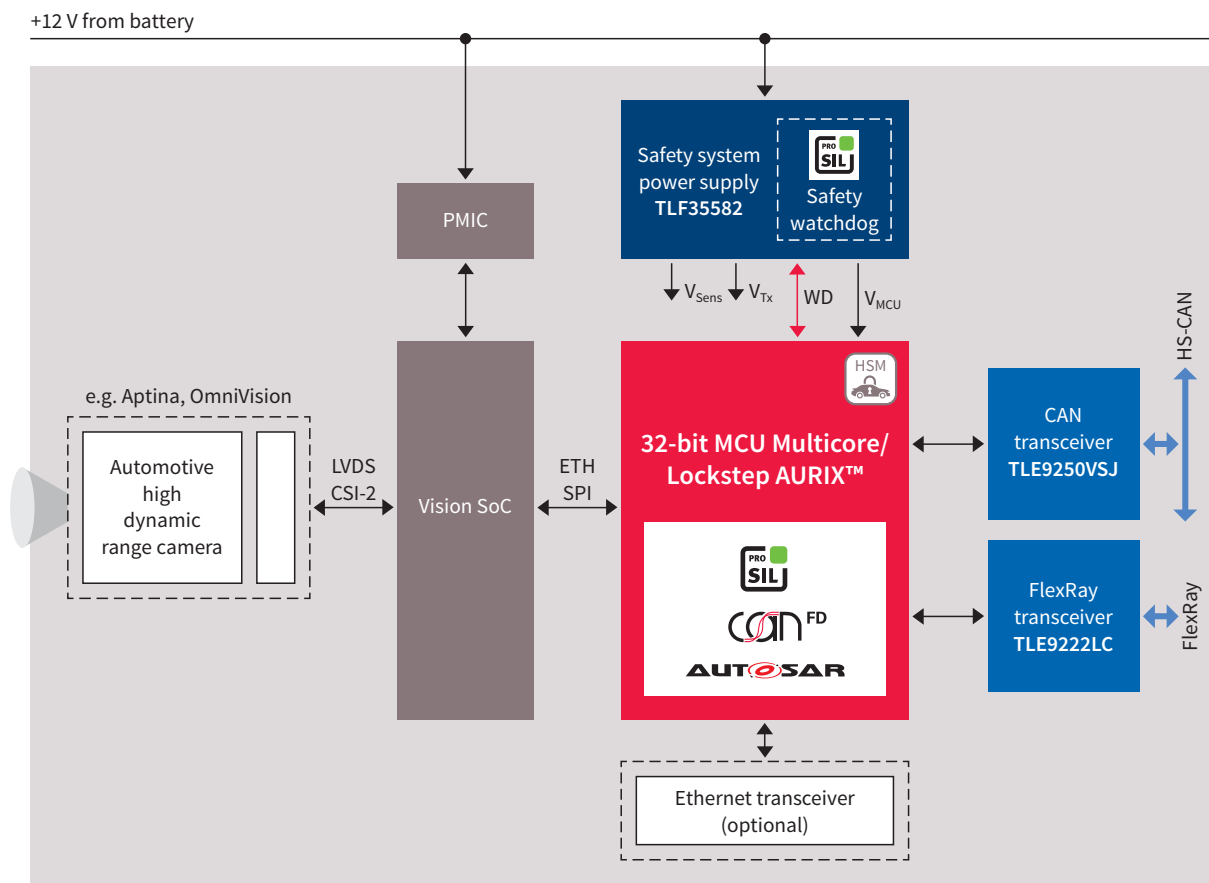 +12 V from battery
Safety system
power supply
TLF35582
PRO
SIL
Safety
watchdog
PMIC
VSens
VTx
WD
VMCU
HSM
HS-CAN
e.g. Aptina, OmniVision
Automotive
high
dynamic
range camera
LVDS
CSI-2
Vision SoC
ETH
SPI
32-bit MCU Multicore/
Lockstep AURIX™
PRO
SIL
CAN FD
AUTOSAR
CAN
transceiver
TLE9250VSJ
FlexRay
transceiver
TLE9222LC
FlexRay
Ethernet transceiver
(optional)